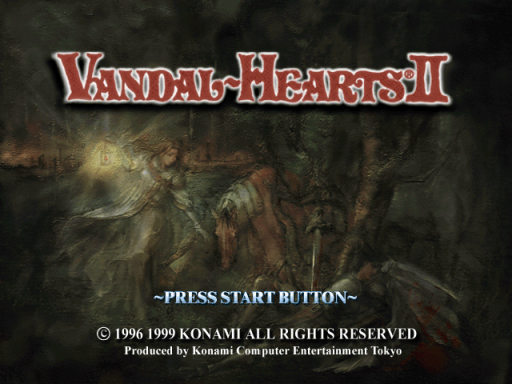 VANDAL~HEARTS® II
~PRESS START BUTTON~
© 1996 1999 KONAMI ALL RIGHTS RESERVED
Produced by Konami Computer Entertainment Tokyo